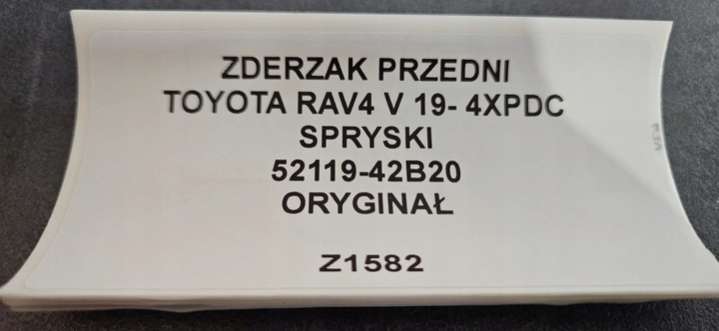 ZDERZAK PRZEDNI
TOYOTA RAV4 V 19- 4XPDC
SPRYSKI
52119-42B20
ORYGINAŁ
Z1582